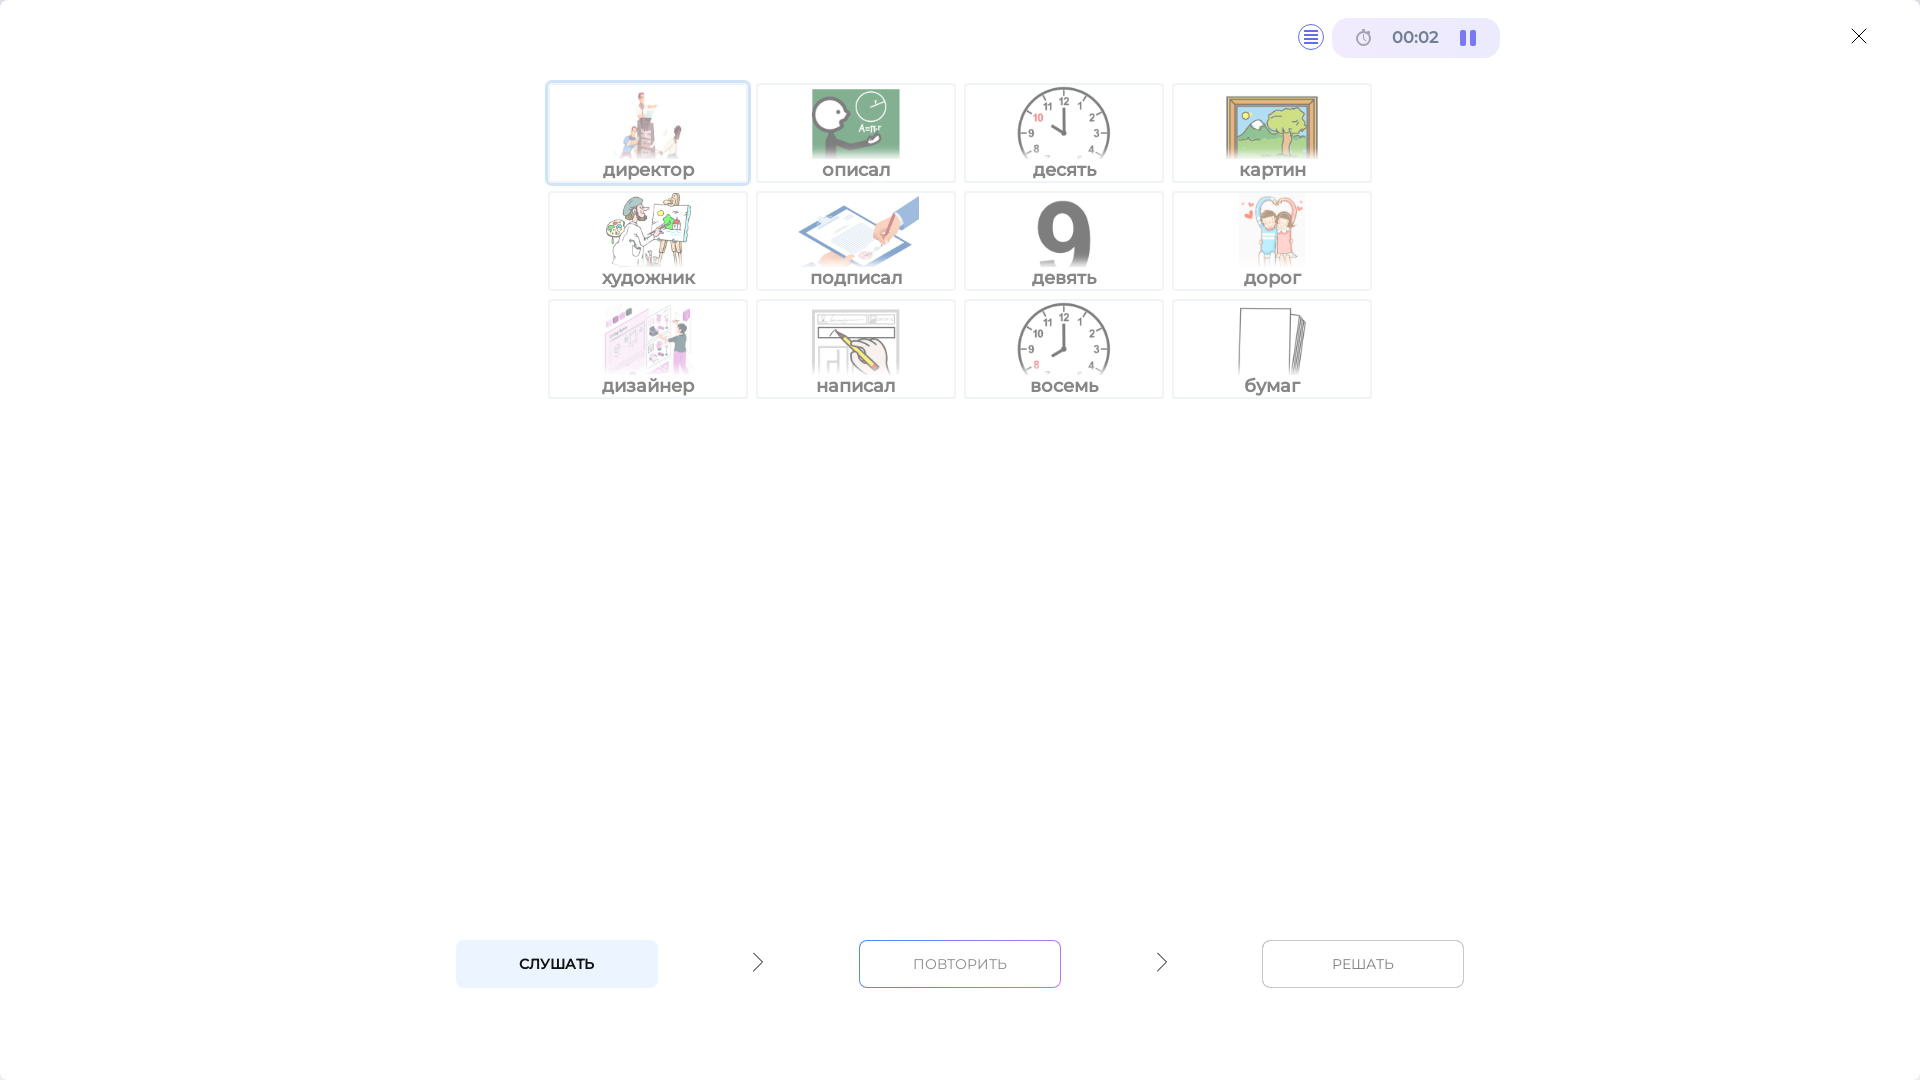 00:02
директор
описал
десять
картин
художник
подписал
девять
дорог
дизайнер
написал
восемь
бумаг
СЛУШАТЬ
ПОВТОРИТЬ
РЕШАТЬ